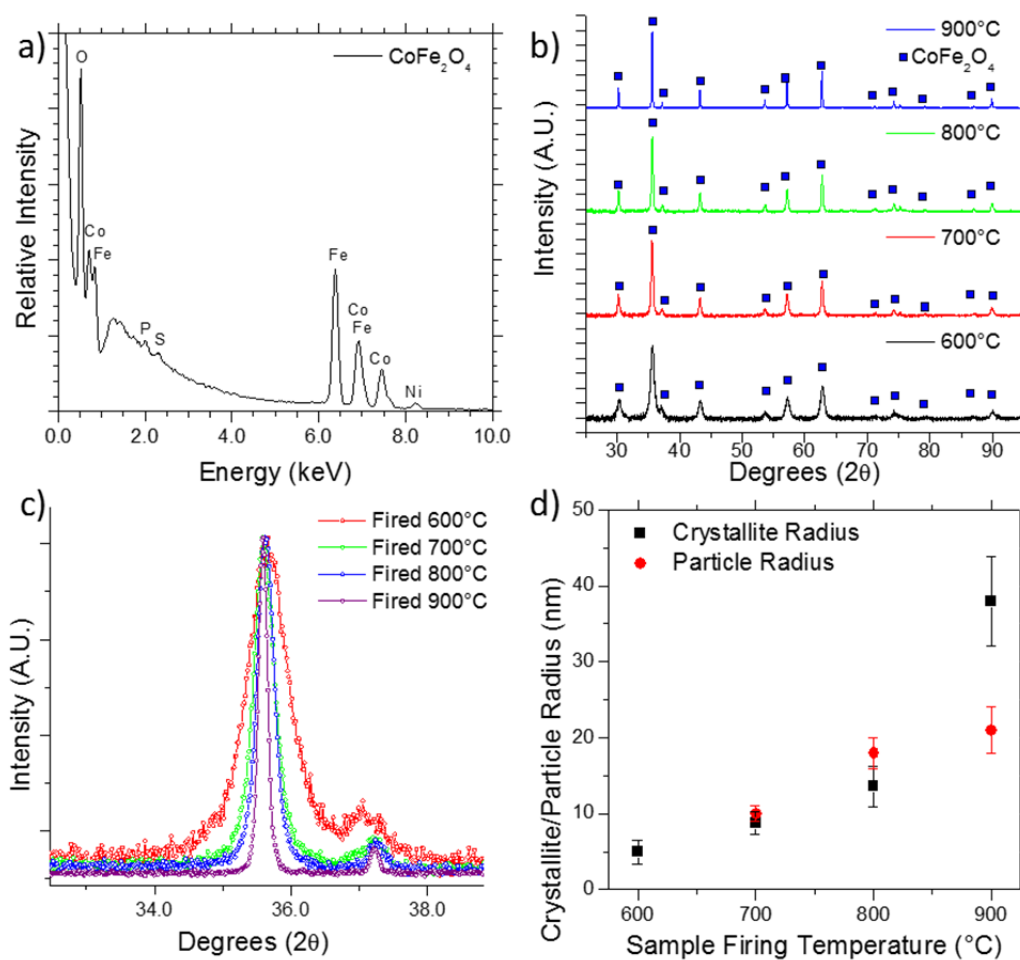 a)
CoFe₂O₄
O
Co
Fe
P
S
Fe
Co
Fe
Co
Ni
Relative Intensity
0.0 2.0 4.0 6.0 8.0 10.0
Energy (keV)
b)
900°C
CoFe₂O₄
800°C
700°C
600°C
Intensity (A.U.)
30 40 50 60 70 80 90
Degrees (2θ)
c)
Fired 600°C
Fired 700°C
Fired 800°C
Fired 900°C
Intensity (A.U.)
34.0 36.0 38.0
Degrees (2θ)
d)
Crystallite Radius
Particle Radius
Crystallite/Particle Radius (nm)
50
40
30
20
10
0
600 700 800 900
Sample Firing Temperature (°C)